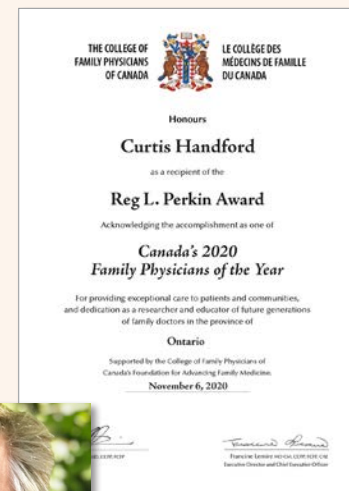 THE COLLEGE OF
FAMILY PHYSICIANS
OF CANADA
LE COLLÈGE DES
MÉDECINS DE FAMILLE
DU CANADA
Honours
Curtis Handford
as a recipient of the
Reg L. Perkin Award
Acknowledging the accomplishment as one of
Canada's 2020
Family Physicians of the Year
For providing exceptional care to patients and communities,
and dedication as a researcher and educator of future generations
of family doctors in the province of
Ontario
Supported by the College of Family Physicians of
Canada's Foundation for Advancing Family Medicine.
November 6, 2020
Francine Lemire
Executive Director and Chief Executive Officer